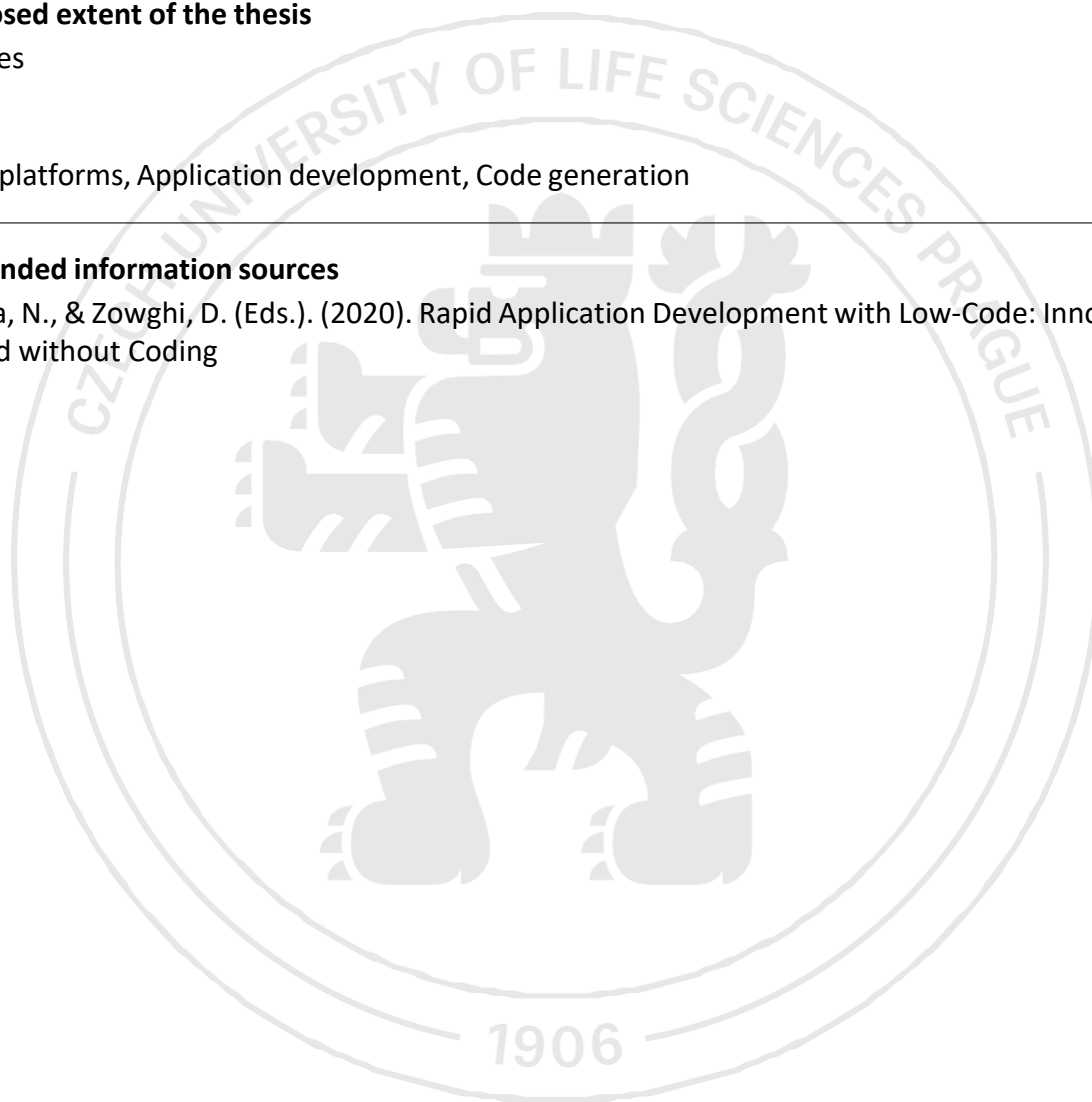 osed extent of the thesis
es
platforms, Application development, Code generation
nded information sources
a, N., & Zowghi, D. (Eds.). (2020). Rapid Application Development with Low-Code: Inno
d without Coding
CZECH UNIVERSITY OF LIFE SCIENCES PRAGUE
1906